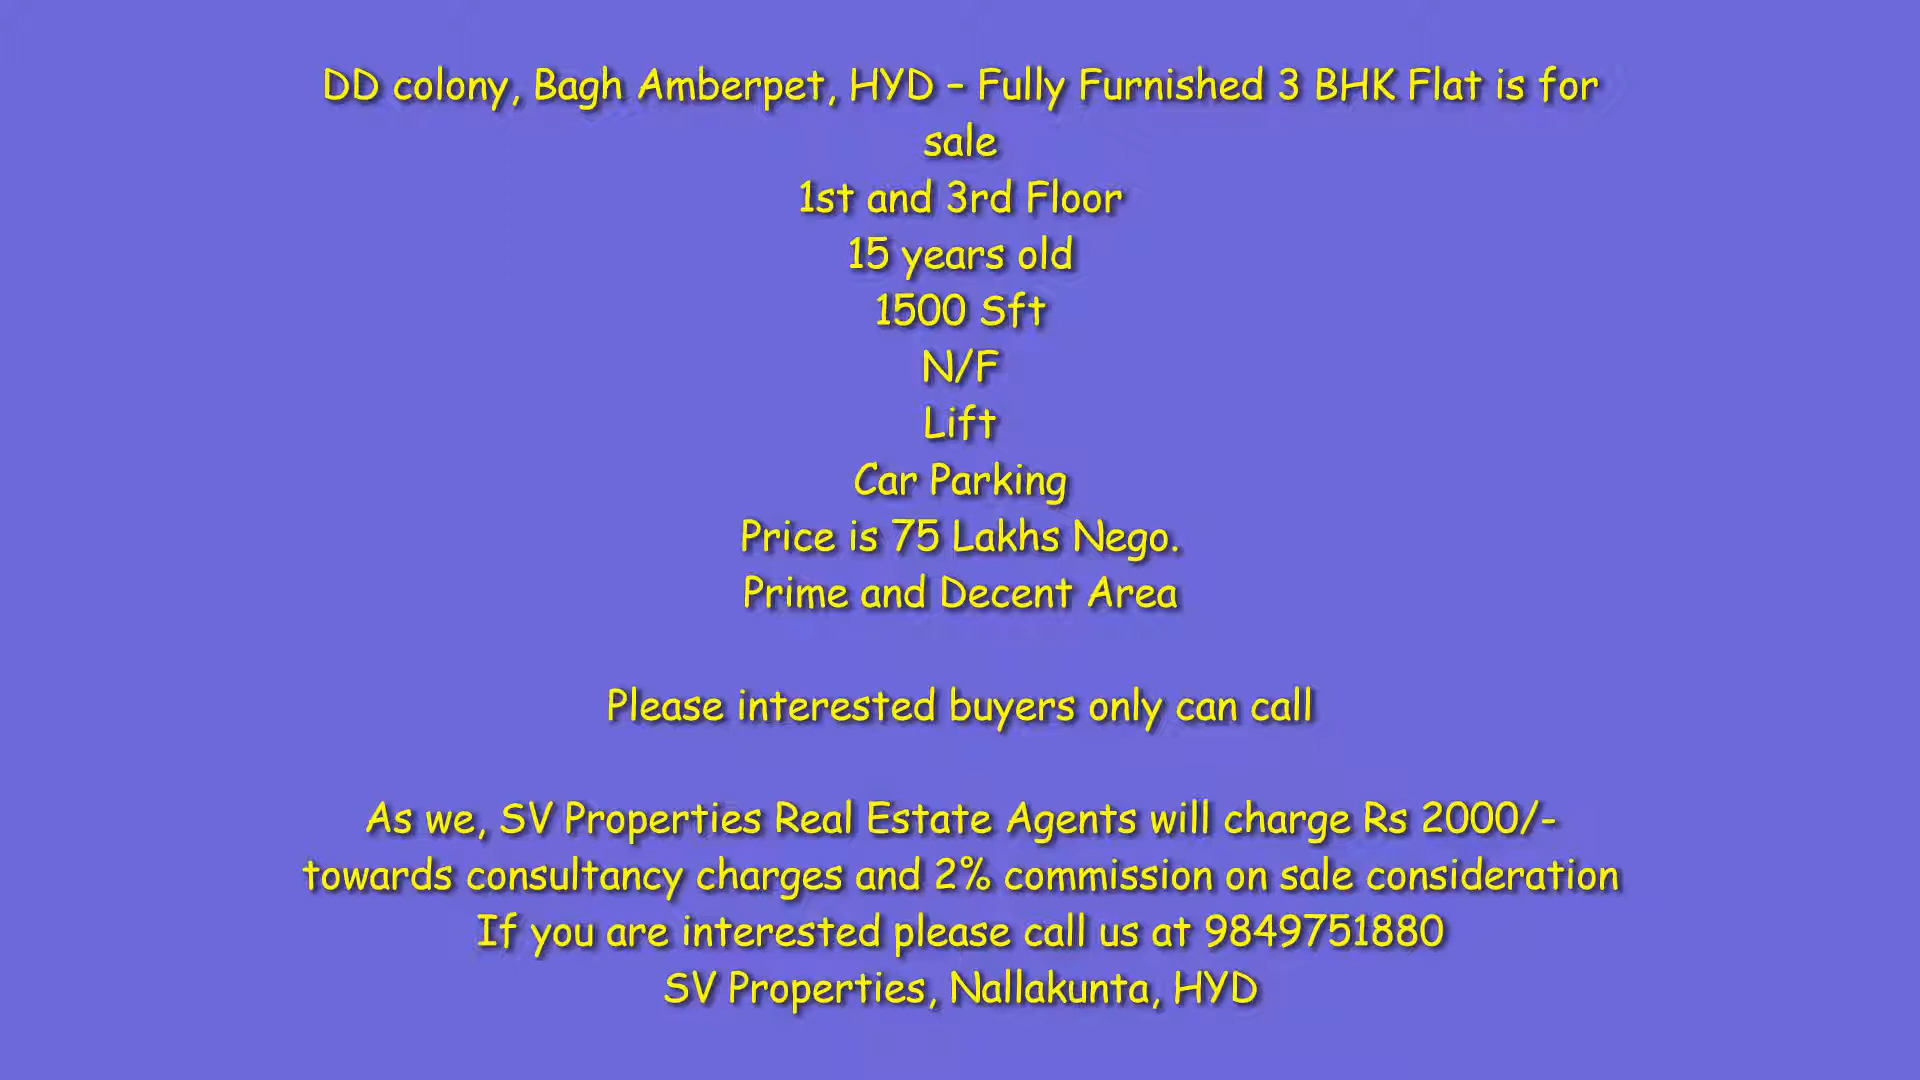 DD colony, Bagh Amberpet, HYD – Fully Furnished 3 BHK Flat is for
sale
1st and 3rd Floor
15 years old
1500 Sft
N/F
Lift
Car Parking
Price is 75 Lakhs Nego.
Prime and Decent Area
Please interested buyers only can call
As we, SV Properties Real Estate Agents will charge Rs 2000/-
towards consultancy charges and 2% commission on sale consideration
If you are interested please call us at 9849751880
SV Properties, Nallakunta, HYD